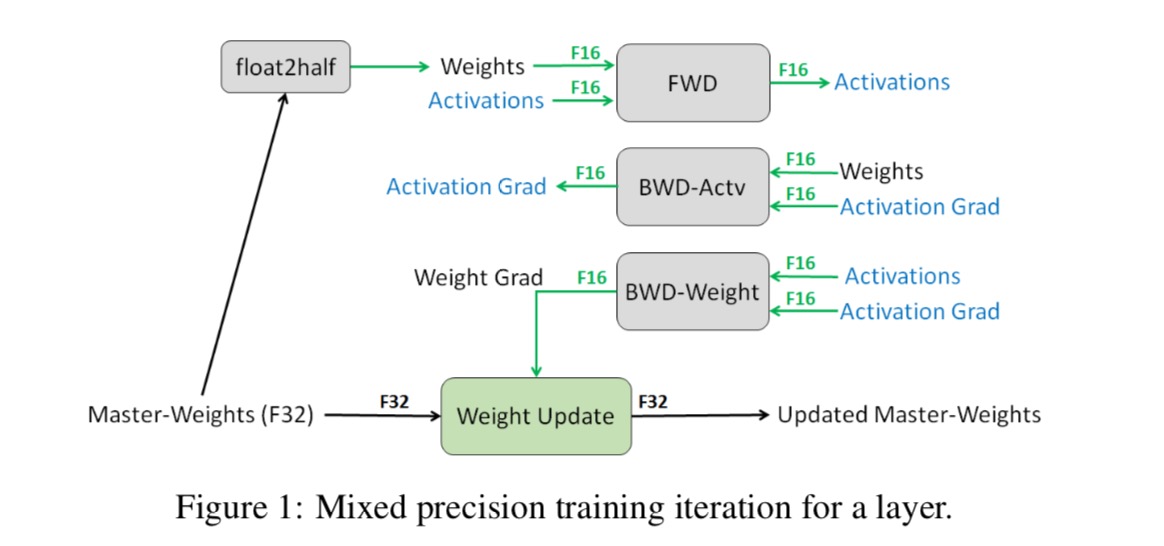 float2half
Weights
F16
Activations
F16
FWD
F16
Activations
Activation Grad
F16
BWD-Actv
F16
Weights
F16
Activation Grad
Weight Grad
F16
BWD-Weight
F16
Activations
F16
Activation Grad
Master-Weights (F32)
F32
Weight Update
F32
Updated Master-Weights
Figure 1: Mixed precision training iteration for a layer.